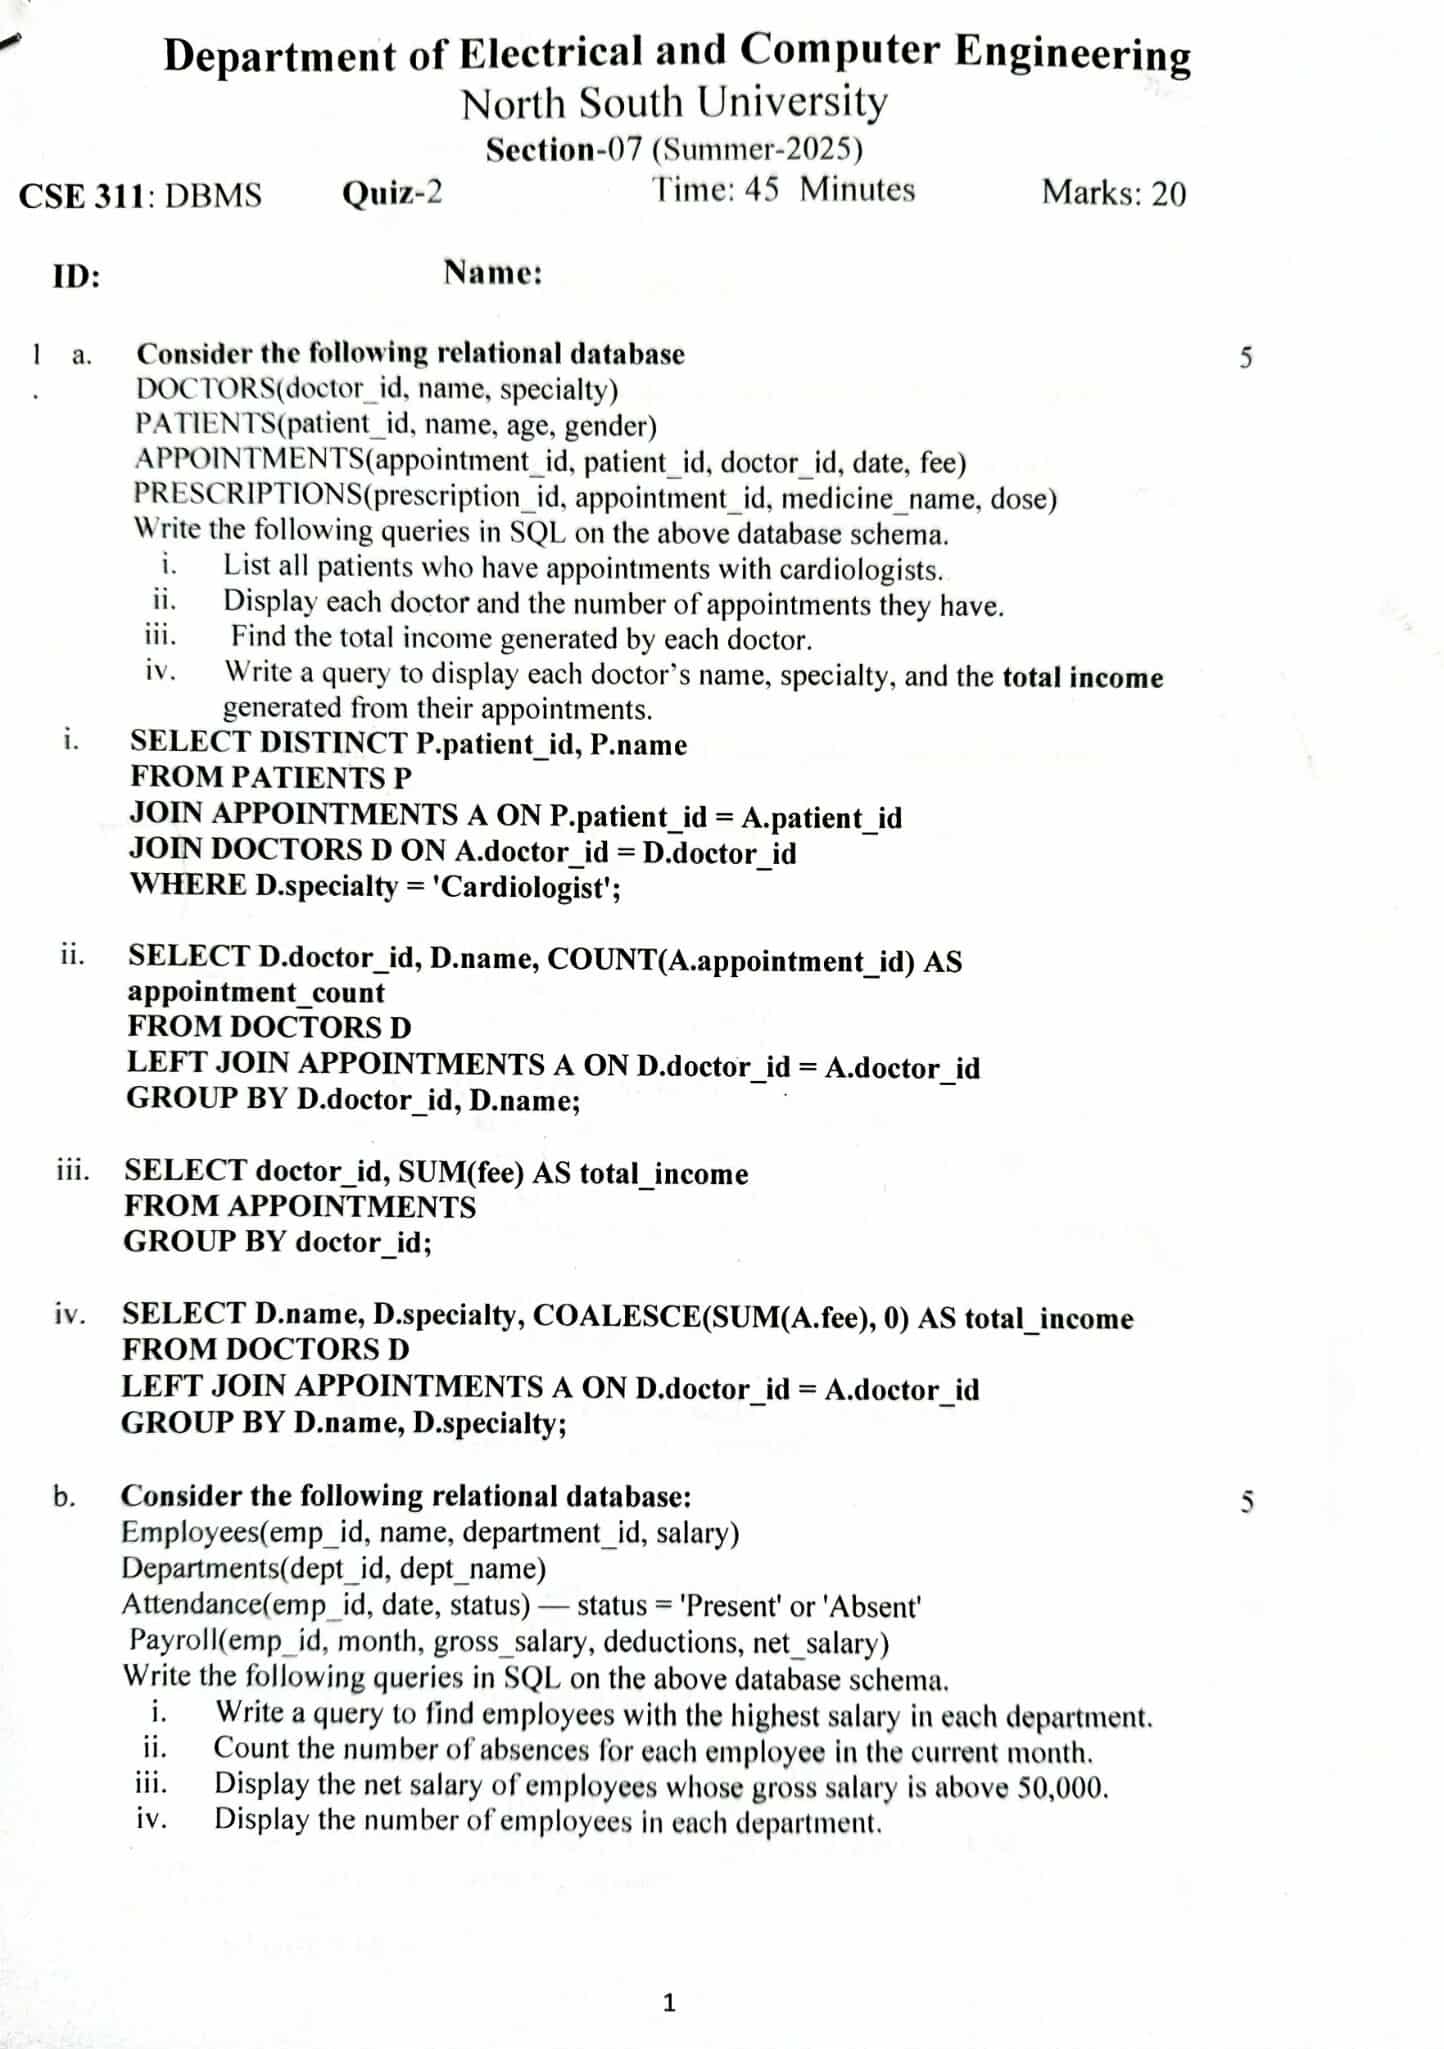 Department of Electrical and Computer Engineering
North South University
Section-07 (Summer-2025)
CSE 311: DBMS Quiz-2 Time: 45 Minutes Marks: 20
ID: Name:
1 a. Consider the following relational database 5
. DOCTORS(doctor_id, name, specialty)
PATIENTS(patient_id, name, age, gender)
APPOINTMENTS(appointment_id, patient_id, doctor_id, date, fee)
PRESCRIPTIONS(prescription_id, appointment_id, medicine_name, dose)
Write the following queries in SQL on the above database schema.
i. List all patients who have appointments with cardiologists.
ii. Display each doctor and the number of appointments they have.
iii. Find the total income generated by each doctor.
iv. Write a query to display each doctor’s name, specialty, and the total income
generated from their appointments.
i. SELECT DISTINCT P.patient_id, P.name
FROM PATIENTS P
JOIN APPOINTMENTS A ON P.patient_id = A.patient_id
JOIN DOCTORS D ON A.doctor_id = D.doctor_id
WHERE D.specialty = 'Cardiologist';
ii. SELECT D.doctor_id, D.name, COUNT(A.appointment_id) AS
appointment_count
FROM DOCTORS D
LEFT JOIN APPOINTMENTS A ON D.doctor_id = A.doctor_id
GROUP BY D.doctor_id, D.name;
iii. SELECT doctor_id, SUM(fee) AS total_income
FROM APPOINTMENTS
GROUP BY doctor_id;
iv. SELECT D.name, D.specialty, COALESCE(SUM(A.fee), 0) AS total_income
FROM DOCTORS D
LEFT JOIN APPOINTMENTS A ON D.doctor_id = A.doctor_id
GROUP BY D.name, D.specialty;
b. Consider the following relational database: 5
Employees(emp_id, name, department_id, salary)
Departments(dept_id, dept_name)
Attendance(emp_id, date, status) — status = 'Present' or 'Absent'
Payroll(emp_id, month, gross_salary, deductions, net_salary)
Write the following queries in SQL on the above database schema.
i. Write a query to find employees with the highest salary in each department.
ii. Count the number of absences for each employee in the current month.
iii. Display the net salary of employees whose gross salary is above 50,000.
iv. Display the number of employees in each department.
1